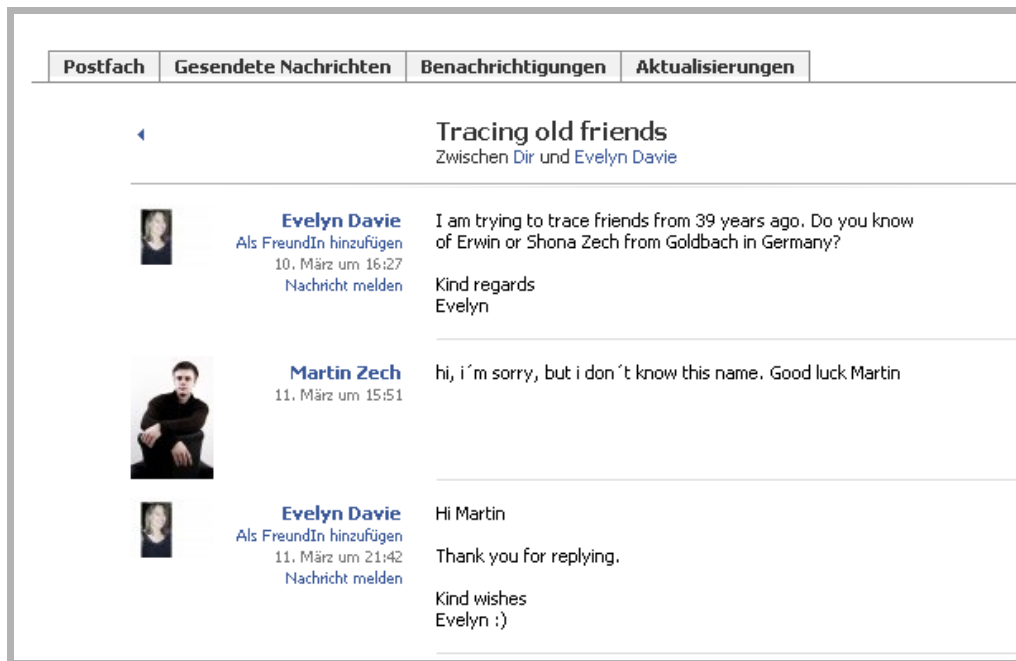 Postfach Gesendete Nachrichten Benachrichtigungen Aktualisierungen
Tracing old friends
Zwischen Dir und Evelyn Davie
Evelyn Davie
Als FreundIn hinzufügen
10. März um 16:27
Nachricht melden
I am trying to trace friends from 39 years ago. Do you know
of Erwin or Shona Zech from Goldbach in Germany?
Kind regards
Evelyn
Martin Zech
11. März um 15:51
hi, i´m sorry, but i don´t know this name. Good luck Martin
Evelyn Davie
Als FreundIn hinzufügen
11. März um 21:42
Nachricht melden
Hi Martin
Thank you for replying.
Kind wishes
Evelyn :)